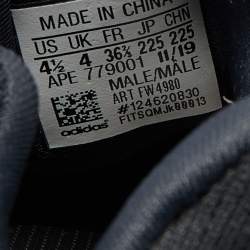 MADE IN CHINA
US UK FR JP CHN
4½ 4 36⅔ 225 225
APE 779001 11/19
MALE/MALE
ART FW4980
#124620830
FITSQMJk00013
adidas